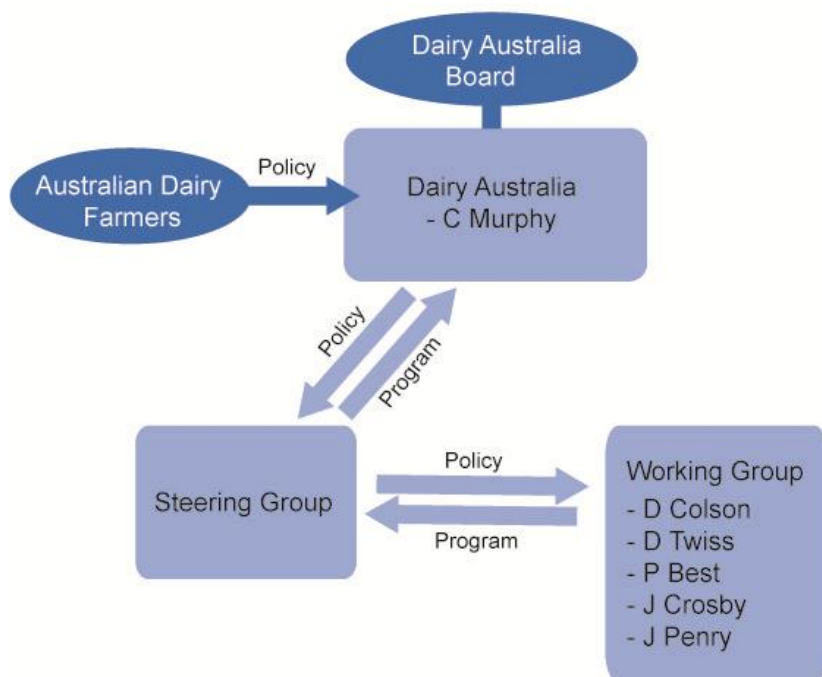 Dairy Australia
Board
Policy
Australian Dairy
Farmers
Dairy Australia
- C Murphy
Policy
Program
Steering Group
Policy
Program
Working Group
- D Colson
- D Twiss
- P Best
- J Crosby
- J Penry